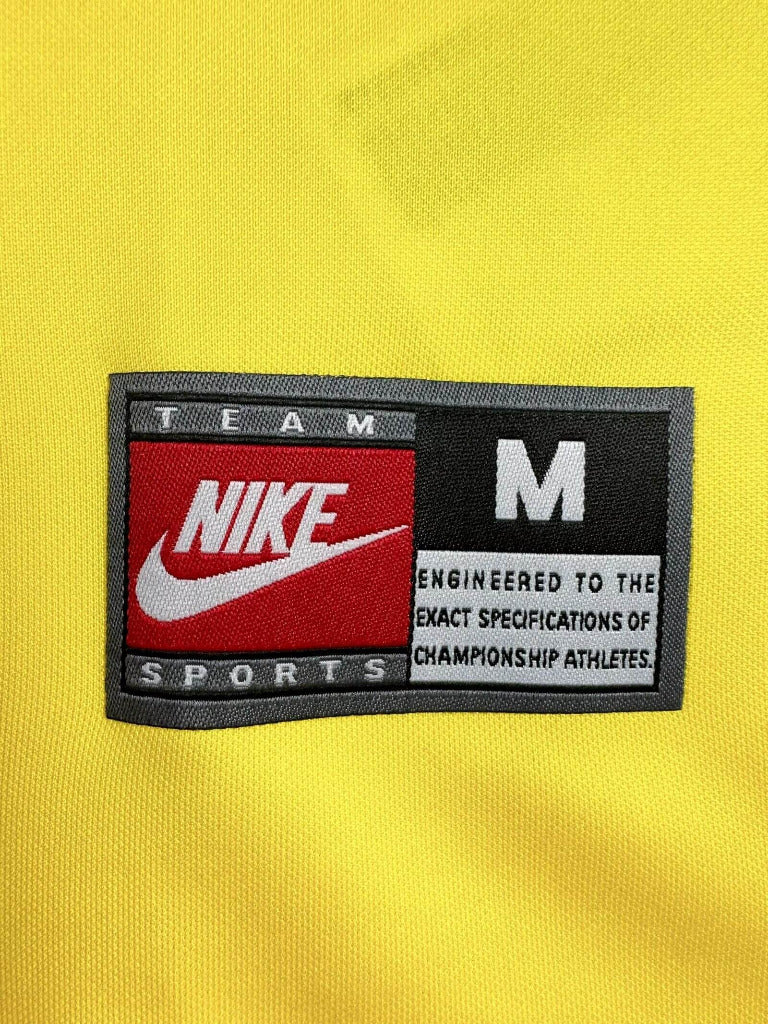 TEAM
NIKE
SPORTS
M
ENGINEERED TO THE
EXACT SPECIFICATIONS OF
CHAMPIONSHIP ATHLETES.